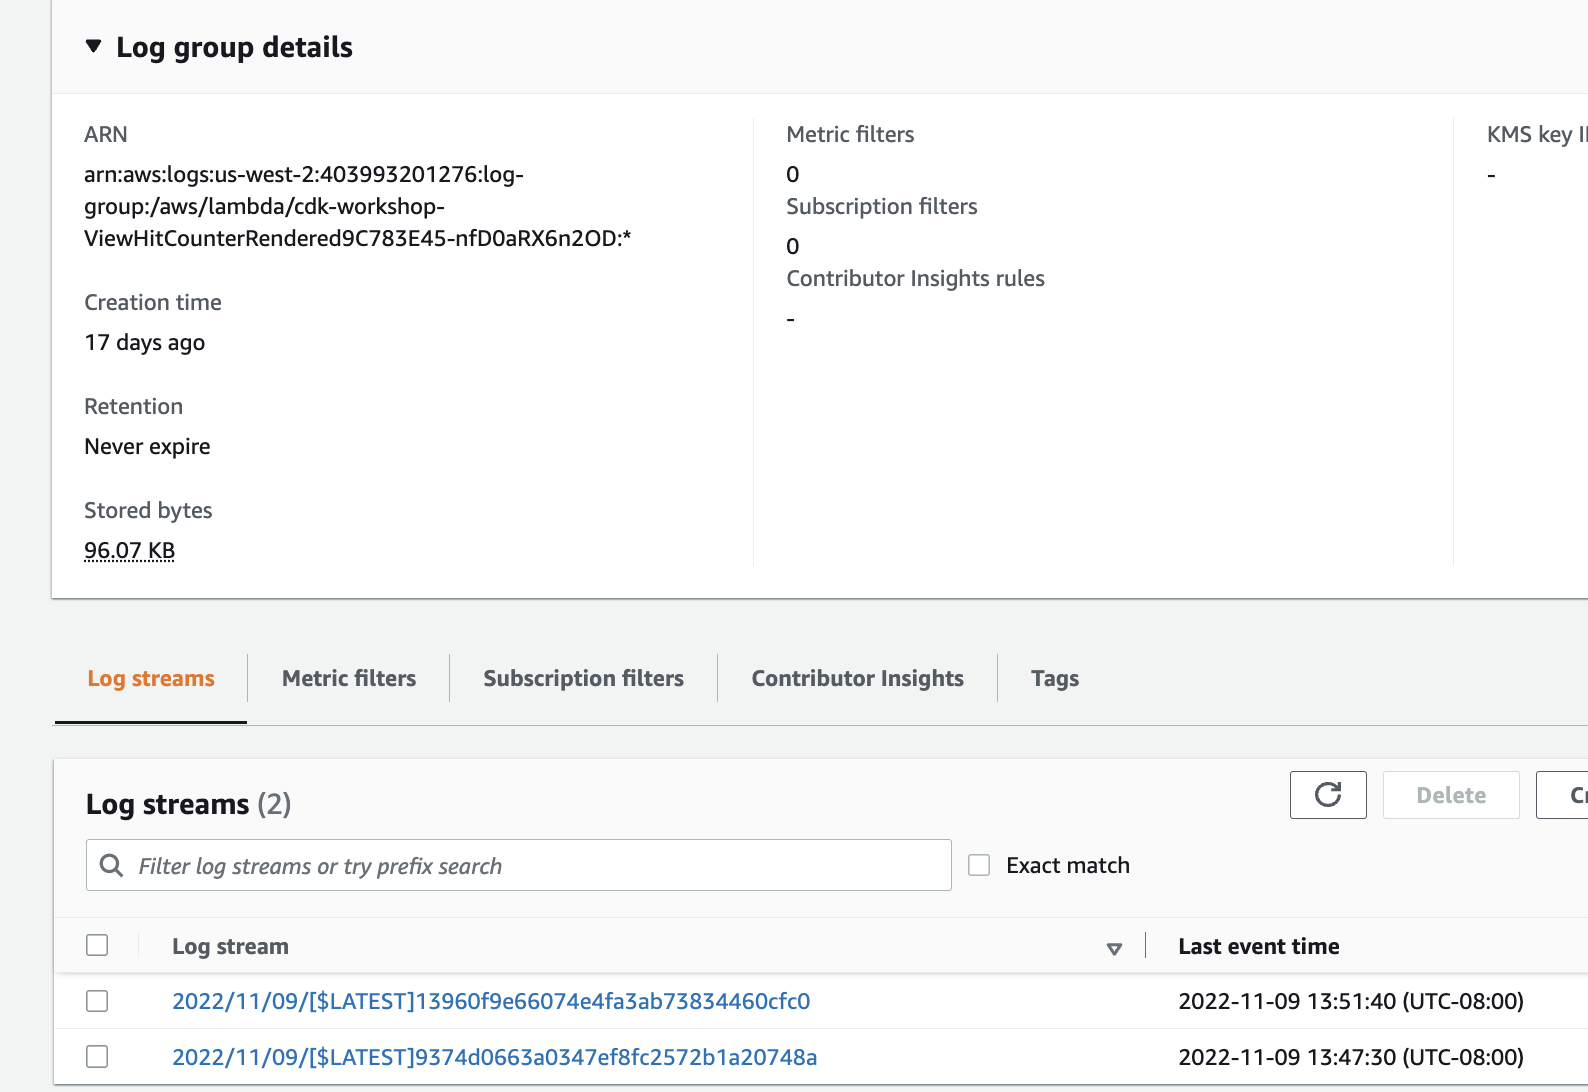 Log group details
ARN
arn:aws:logs:us-west-2:403993201276:log-
group:/aws/lambda/cdk-workshop-
ViewHitCounterRendered9C783E45-nfD0aRX6n2OD:*
Creation time
17 days ago
Retention
Never expire
Stored bytes
96.07 KB
Metric filters
0
Subscription filters
0
Contributor Insights rules
-
KMS key
-
Log streams
Metric filters
Subscription filters
Contributor Insights
Tags
Log streams (2)
Delete
Filter log streams or try prefix search
Exact match
Log stream
Last event time
2022/11/09/[$LATEST]13960f9e66074e4fa3ab73834460cfc0
2022-11-09 13:51:40 (UTC-08:00)
2022/11/09/[$LATEST]9374d0663a0347ef8fc2572b1a20748a
2022-11-09 13:47:30 (UTC-08:00)